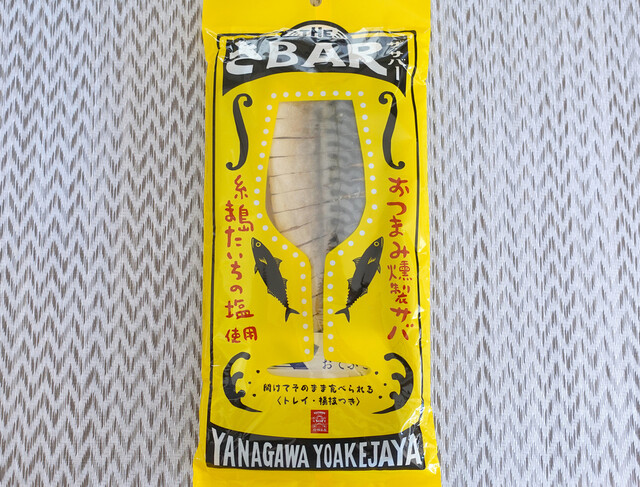 さBAR
おつまみ燻製サバ
糸島またいちの塩
使用
開けてそのまま食べられる
〈トレイ・楊枝つき〉
YANAGAWA YOAKEJAYA